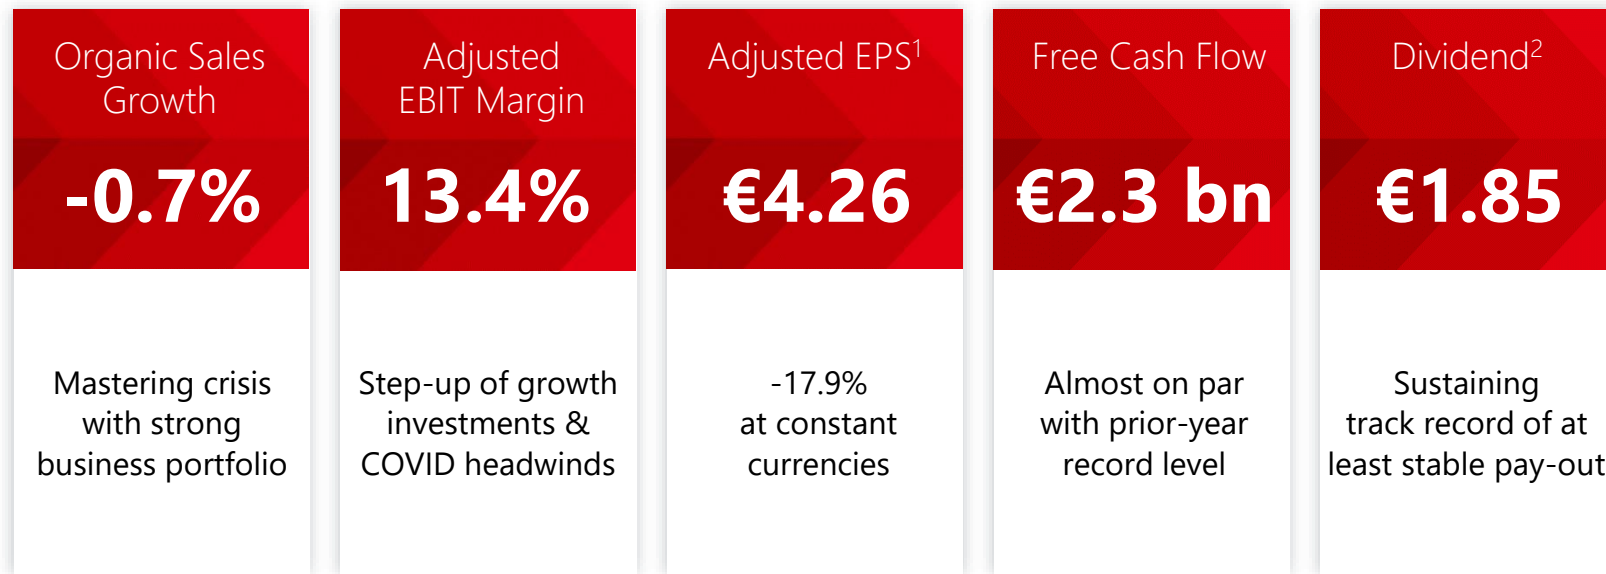 Organic Sales
Growth
-0.7%
Mastering crisis
with strong
business portfolio
Adjusted
EBIT Margin
13.4%
Step-up of growth
investments &
COVID headwinds
Adjusted EPS¹
€4.26
-17.9%
at constant
currencies
Free Cash Flow
€2.3 bn
Almost on par
with prior-year
record level
Dividend²
€1.85
Sustaining
track record of at
least stable pay-out